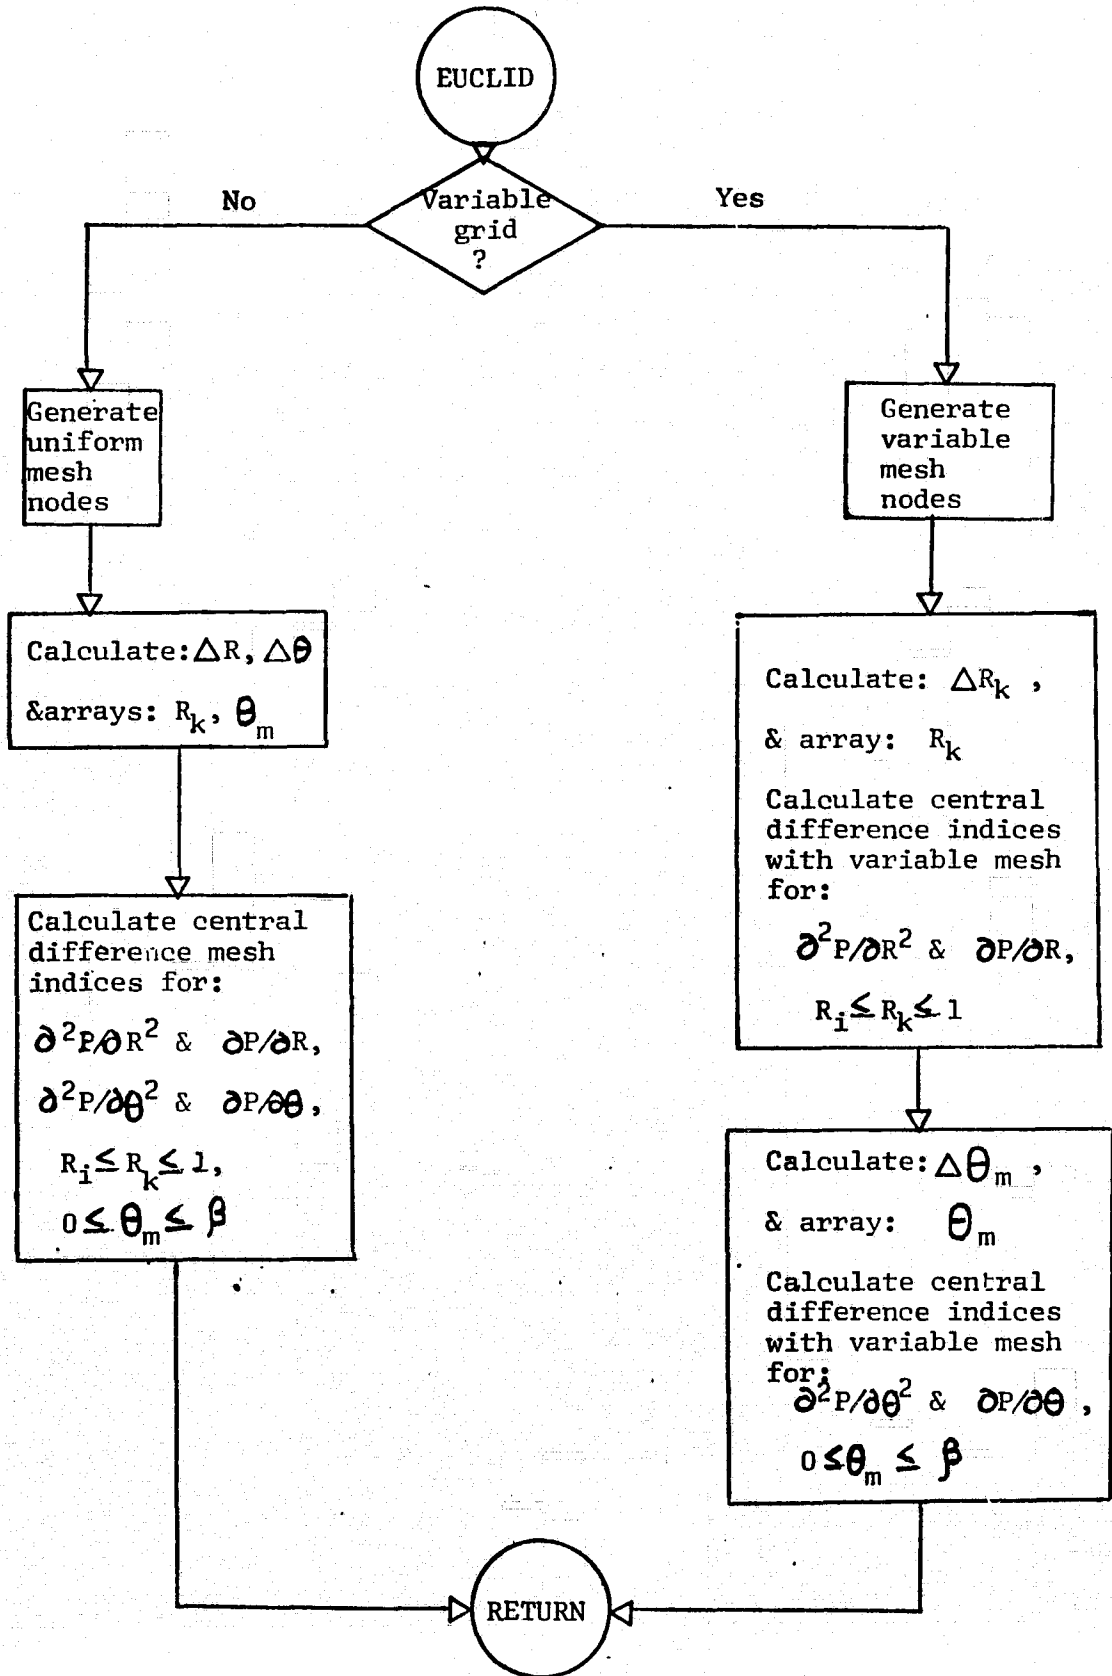 EUCLID
Variable
grid
?
No
Yes
Generate
uniform
mesh
nodes
Calculate: ΔR, Δθ
&arrays: R_k, θ_m
Calculate central
difference mesh
indices for:
∂²P/∂R² & ∂P/∂R,
∂²P/∂θ² & ∂P/∂θ,
R_i ≤ R_k ≤ 1,
0 ≤ θ_m ≤ β
Generate
variable
mesh
nodes
Calculate: ΔR_k ,
& array: R_k
Calculate central
difference indices
with variable mesh
for:
∂²P/∂R² & ∂P/∂R,
R_i ≤ R_k ≤ 1
Calculate: Δθ_m ,
& array: θ_m
Calculate central
difference indices
with variable mesh
for:
∂²P/∂θ² & ∂P/∂θ ,
0 ≤ θ_m ≤ β
RETURN